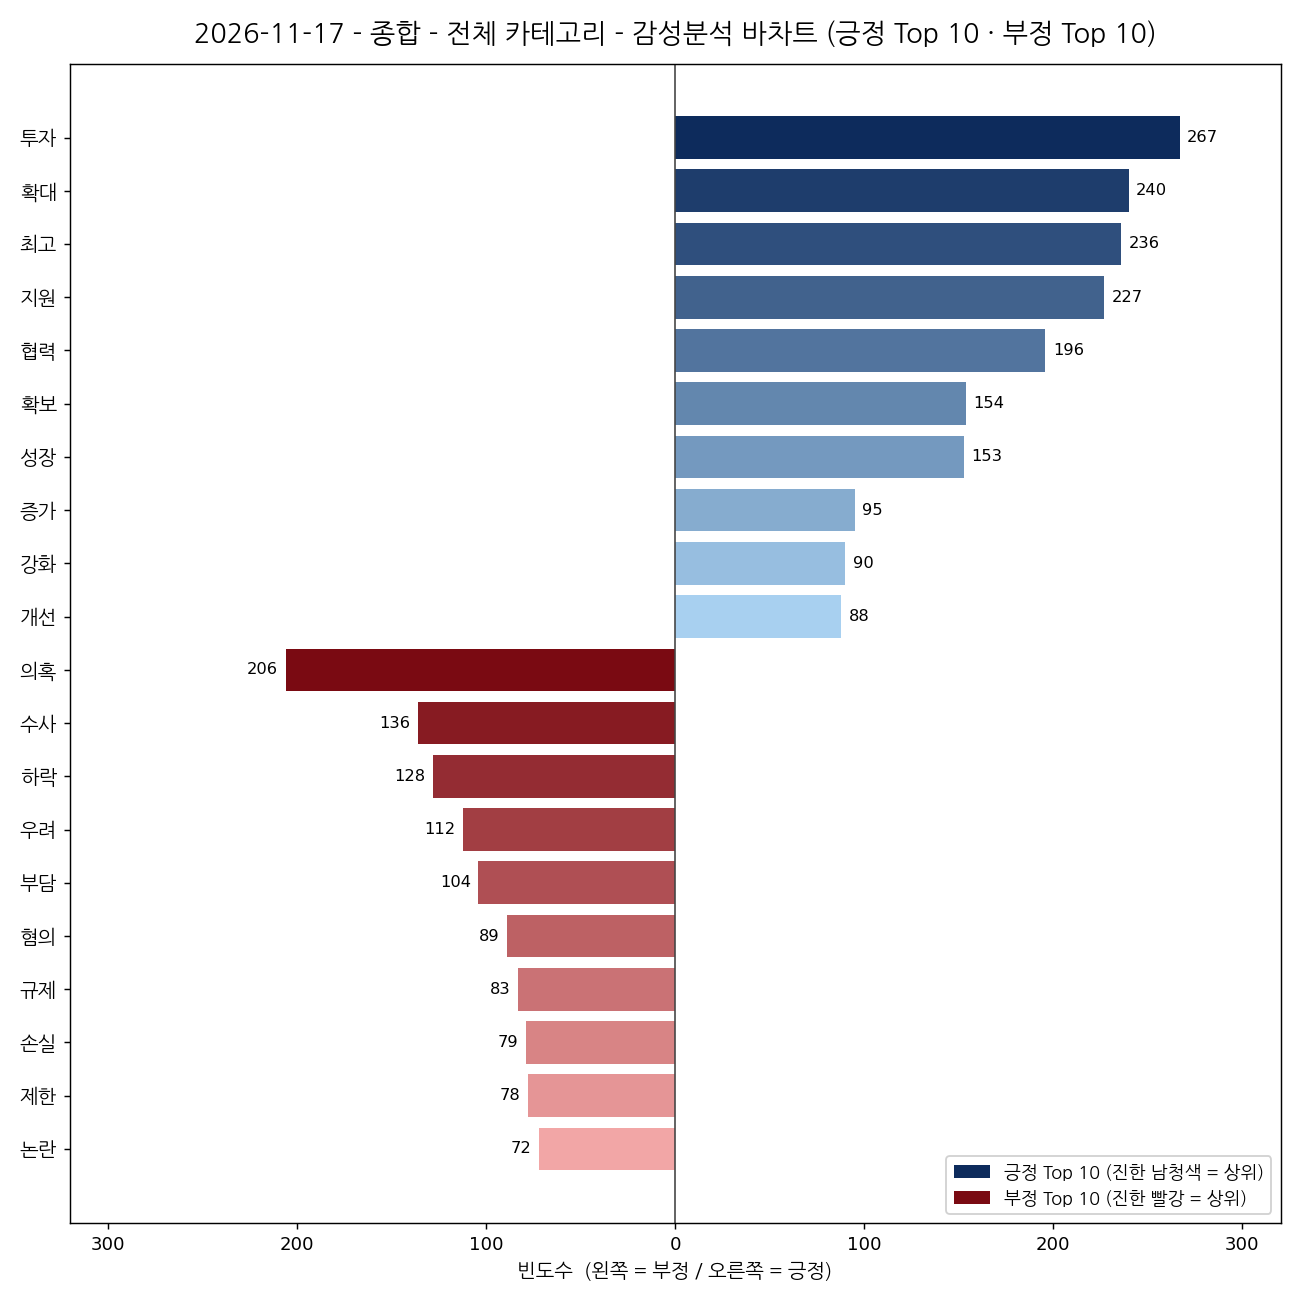 2026-11-17 - 종합 - 전체 카테고리 - 감성분석 바차트 (긍정 Top 10 · 부정 Top 10)
투자 267
확대 240
최고 236
지원 227
협력 196
확보 154
성장 153
증가 95
강화 90
개선 88
의혹 206
수사 136
하락 128
우려 112
부담 104
혐의 89
규제 83
손실 79
제한 78
논란 72
긍정 Top 10 (진한 남청색 = 상위)
부정 Top 10 (진한 빨강 = 상위)
300 200 100 0 100 200 300
빈도수 (왼쪽 = 부정 / 오른쪽 = 긍정)